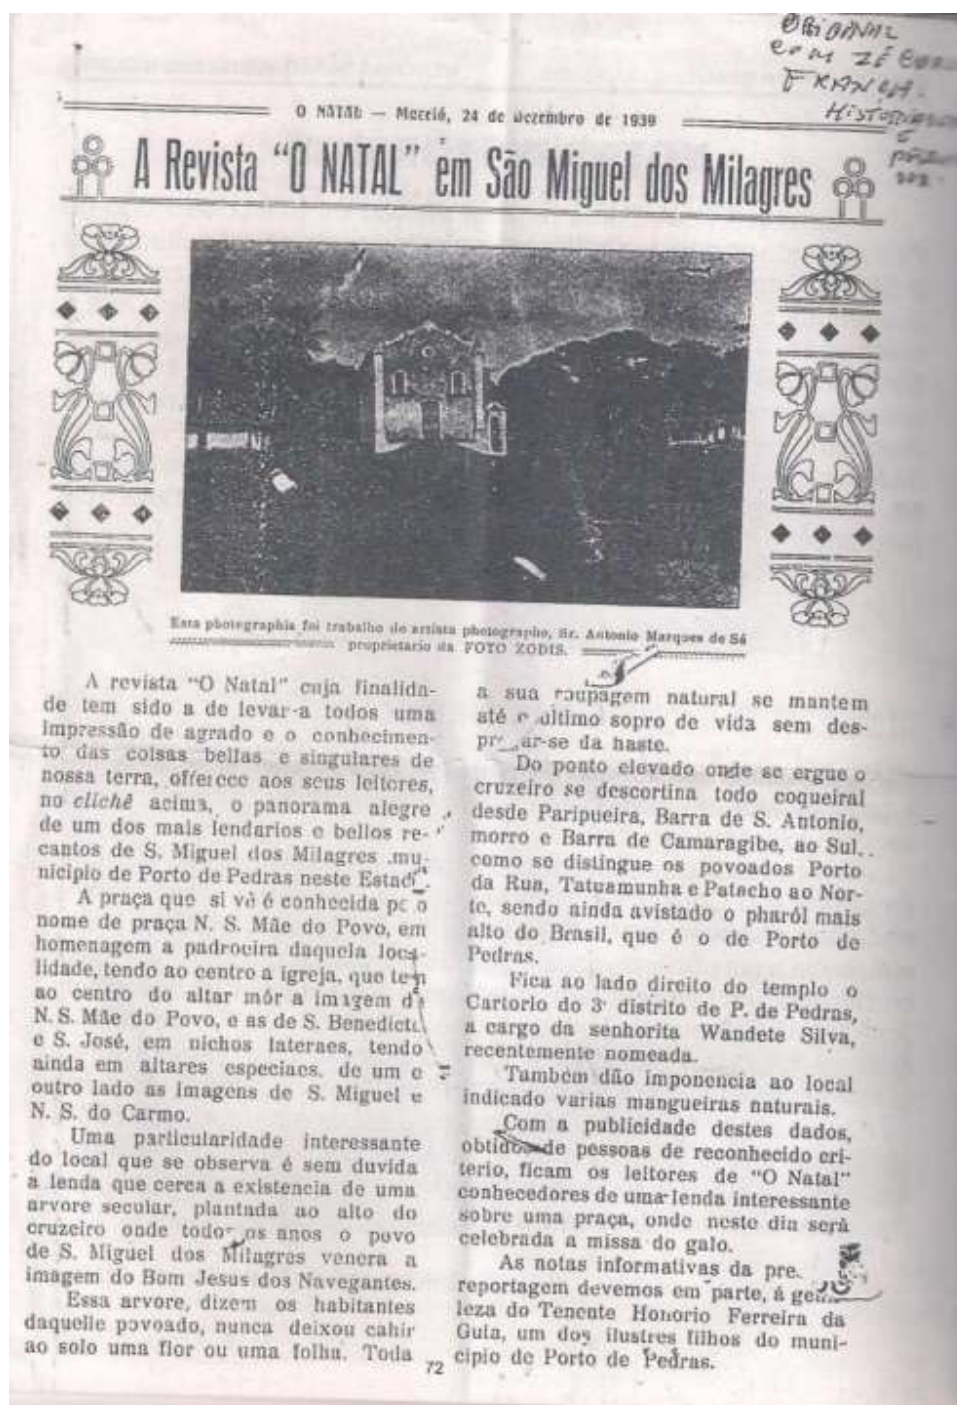 ORIGINAL
COM ZÉ
FRANÇA.
E
O NATAL — Maceió, 24 de Dezembro de 1939
A Revista "O NATAL" em São Miguel dos Milagres
Esta photographia foi trabalho do artista photographo, Sr. Antonio Marques de Sá
proprietario da FOTO ZODIS.
A revista "O Natal" cuja finalida-
de tem sido a de levar a todos uma
impressão de agrado e o conhecimen-
to das coisas bellas e singulares de
nossa terra, offerece aos seus leitores,
no clichê acima, o panorama alegre
de um dos mais lendarios e bellos re-
cantos de S. Miguel dos Milagres mu-
nicipio de Porto de Pedras neste Estado.
A praça que si vê é conhecida po o
nome de praça N. S. Mãe do Povo, em
homenagem a padroeira daquela loca-
lidade, tendo ao centro a igreja, que tem
ao centro do altar mór a imagem de
N. S. Mãe do Povo, e as de S. Benedicto
e S. José, em nichos lateraes, tendo
ainda em altares especiaes. de um e
outro lado as imagens de S. Miguel e
N. S. do Carmo.
Uma particularidade interessante
do local que se observa é sem duvida
a lenda que cerca a existencia de uma
arvore secular, plantada ao alto do
cruzeiro onde todos os anos o povo
de S. Miguel dos Milagres venera a
imagem do Bom Jesus dos Navegantes.
Essa arvore, dizem os habitantes
daquelle povoado, nunca deixou cahir
ao solo uma flor ou uma folha. Toda
a sua roupagem natural se mantem
até o ultimo sopro de vida sem des-
ar-se da haste.
Do ponto elevado onde se ergue o
cruzeiro se descortina todo coqueiral
desde Paripueira, Barra de S. Antonio,
morro e Barra de Camaragibe, ao Sul,
como se distingue os povoados Porto
da Rua, Tatuamunha e Patacho ao Nor-
te, sendo ainda avistado o pharól mais
alto do Brasil, que é o de Porto de
Pedras.
Fica ao lado direito do templo o
Cartorio do 3º distrito de P. de Pedras,
a cargo da senhorita Wandete Silva,
recentemente nomeada.
Também dão imponencia ao local
indicado varias mangueiras naturais.
Com a publicidade destes dados,
obtidos de pessoas de reconhecido cri-
terio, ficam os leitores de "O Natal"
conhecedores de uma lenda interessante
sobre uma praça, onde neste dia será
celebrada a missa do galo.
As notas informativas da pre.
reportagem devemos em parte, á genti-
leza do Tenente Honorio Ferreira da
Guia, um dos ilustres filhos do muni-
cipio de Porto de Pedras.
72